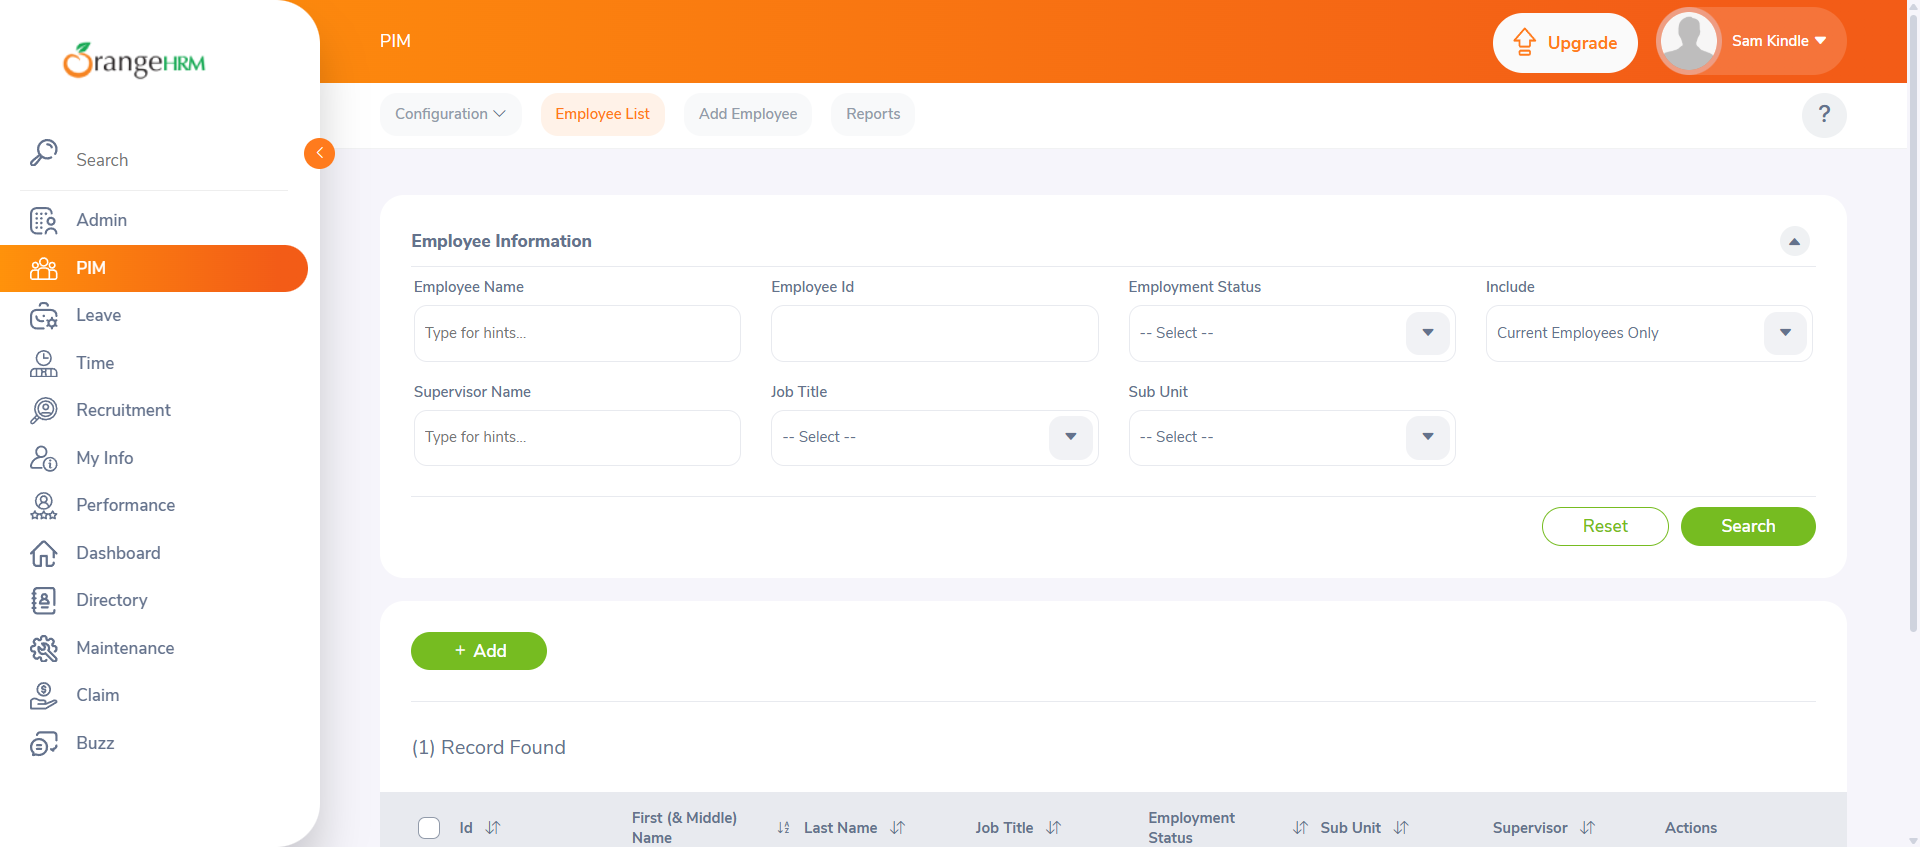 OrangeHRM
Search
Admin
PIM
Leave
Time
Recruitment
My Info
Performance
Dashboard
Directory
Maintenance
Claim
Buzz
PIM
Upgrade
Sam Kindle
Configuration
Employee List
Add Employee
Reports
?
Employee Information
Employee Name
Employee Id
Employment Status
Include
Type for hints...
-- Select --
Current Employees Only
Supervisor Name
Job Title
Sub Unit
Type for hints...
-- Select --
-- Select --
Reset
Search
+ Add
(1) Record Found
Id
First (& Middle)
Name
Last Name
Job Title
Employment
Status
Sub Unit
Supervisor
Actions